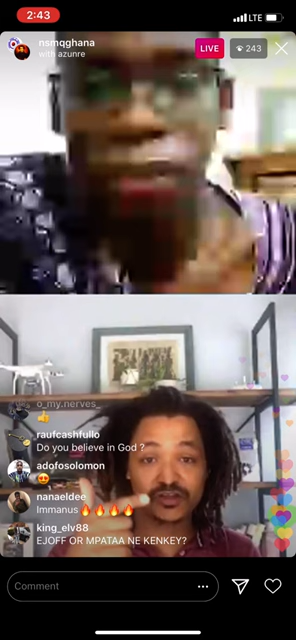 2:43
LTE
nsmqghana
with azunre
LIVE
243
o_my.nerves_
raufcashfullo
Do you believe in God ?
adofosolomon
nanaeldee
Immanus
king_elv88
EJOFF OR MPATAA NE KENKEY?
Comment